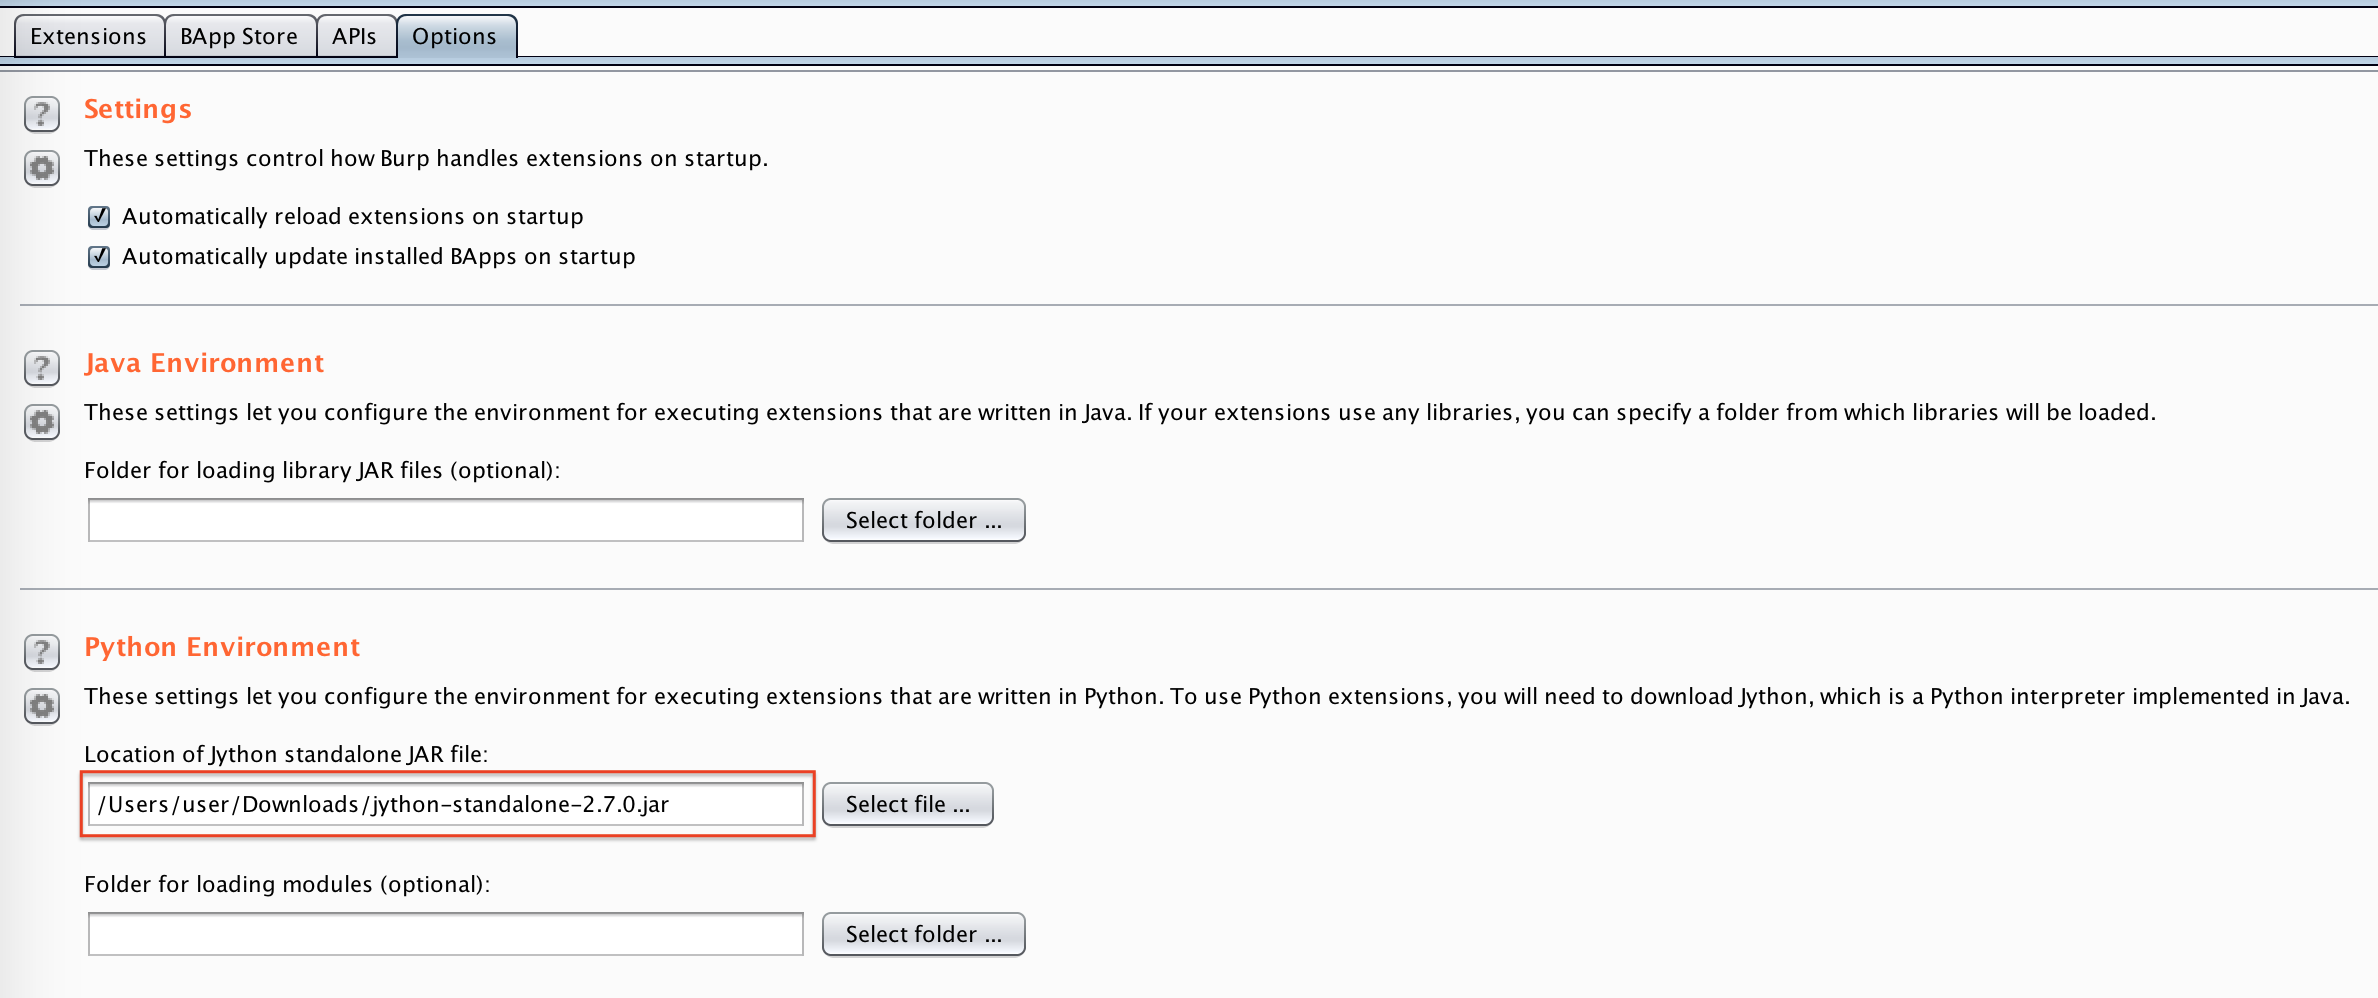 Extensions BApp Store APIs Options
? Settings
These settings control how Burp handles extensions on startup.
Automatically reload extensions on startup
Automatically update installed BApps on startup
? Java Environment
These settings let you configure the environment for executing extensions that are written in Java. If your extensions use any libraries, you can specify a folder from which libraries will be loaded.
Folder for loading library JAR files (optional):
Select folder ...
? Python Environment
These settings let you configure the environment for executing extensions that are written in Python. To use Python extensions, you will need to download Jython, which is a Python interpreter implemented in Java.
Location of Jython standalone JAR file:
/Users/user/Downloads/jython-standalone-2.7.0.jar Select file ...
Folder for loading modules (optional):
Select folder ...